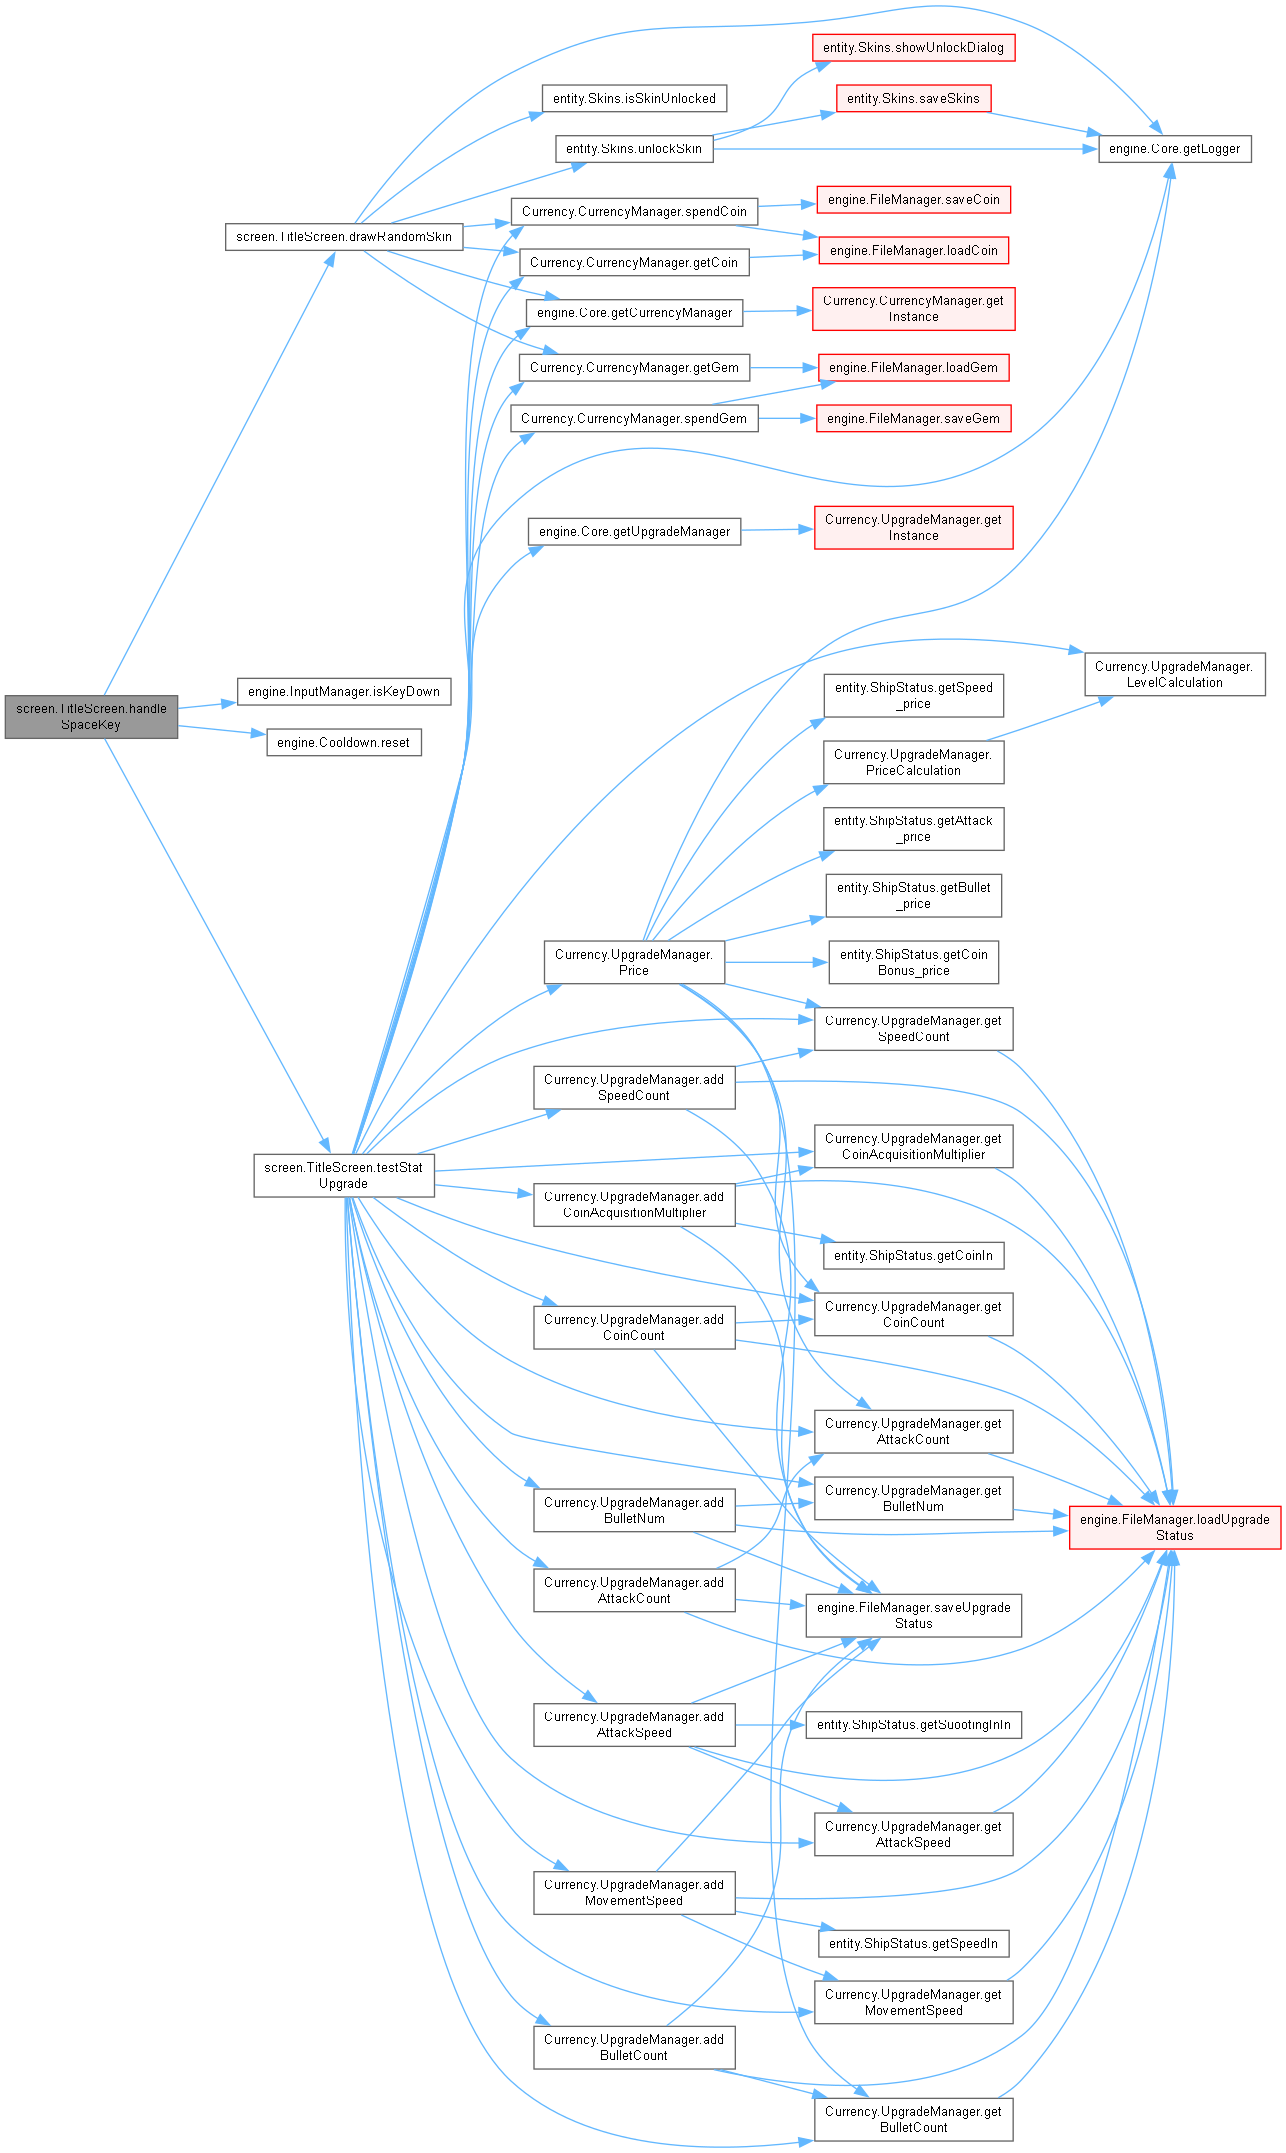 entity.Skins.showUnlockDialog
entity.Skins.isSkinUnlocked
entity.Skins.saveSkins
entity.Skins.unlockSkin
engine.Core.getLogger
engine.FileManager.saveCoin
Currency.CurrencyManager.spendCoin
screen.TitleScreen.drawRandomSkin
engine.FileManager.loadCoin
Currency.CurrencyManager.getCoin
Currency.CurrencyManager.get
Instance
engine.Core.getCurrencyManager
Currency.CurrencyManager.getGem
engine.FileManager.loadGem
Currency.CurrencyManager.spendGem
engine.FileManager.saveGem
engine.Core.getUpgradeManager
Currency.UpgradeManager.get
Instance
Currency.UpgradeManager.
LevelCalculation
entity.ShipStatus.getSpeed
_price
engine.InputManager.isKeyDown
screen.TitleScreen.handle
SpaceKey
engine.Cooldown.reset
Currency.UpgradeManager.
PriceCalculation
entity.ShipStatus.getAttack
_price
entity.ShipStatus.getBullet
_price
Currency.UpgradeManager.
Price
entity.ShipStatus.getCoin
Bonus_price
Currency.UpgradeManager.get
SpeedCount
Currency.UpgradeManager.add
SpeedCount
Currency.UpgradeManager.get
CoinAcquisitionMultiplier
screen.TitleScreen.testStat
Upgrade
Currency.UpgradeManager.add
CoinAcquisitionMultiplier
entity.ShipStatus.getCoinIn
Currency.UpgradeManager.get
CoinCount
Currency.UpgradeManager.add
CoinCount
Currency.UpgradeManager.get
AttackCount
Currency.UpgradeManager.get
BulletNum
Currency.UpgradeManager.add
BulletNum
engine.FileManager.loadUpgrade
Status
Currency.UpgradeManager.add
AttackCount
engine.FileManager.saveUpgrade
Status
Currency.UpgradeManager.add
AttackSpeed
entity.ShipStatus.getSuootingInIn
Currency.UpgradeManager.get
AttackSpeed
Currency.UpgradeManager.add
MovementSpeed
entity.ShipStatus.getSpeedIn
Currency.UpgradeManager.get
MovementSpeed
Currency.UpgradeManager.add
BulletCount
Currency.UpgradeManager.get
BulletCount